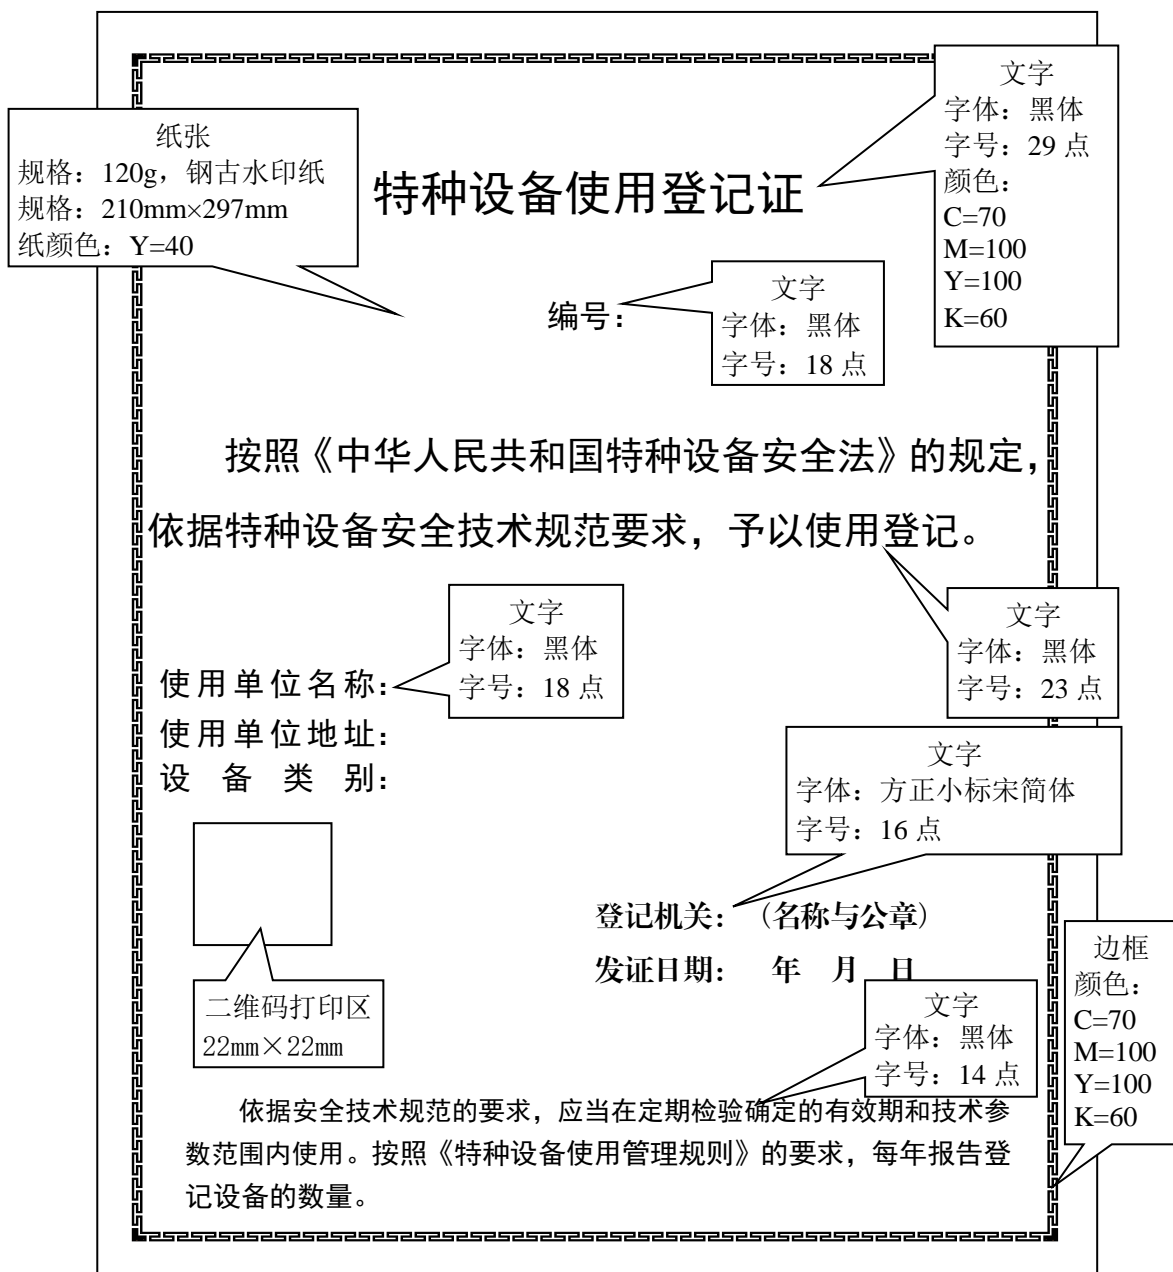 文字
字体：黑体
字号：29 点
颜色：
C=70
M=100
Y=100
K=60
纸张
规格：120g，钢古水印纸
规格：210mm×297mm
纸颜色：Y=40
特种设备使用登记证
编号：
文字
字体：黑体
字号：18 点
按照《中华人民共和国特种设备安全法》的规定，
依据特种设备安全技术规范要求，予以使用登记。
文字
字体：黑体
字号：23 点
文字
字体：黑体
字号：18 点
使用单位名称：
使用单位地址：
设备类别：
文字
字体：方正小标宋简体
字号：16 点
登记机关：（名称与公章）
发证日期： 年 月 日
边框
颜色：
C=70
M=100
Y=100
K=60
二维码打印区
22mm×22mm
文字
字体：黑体
字号：14 点
依据安全技术规范的要求，应当在定期检验确定的有效期和技术参
数范围内使用。按照《特种设备使用管理规则》的要求，每年报告登
记设备的数量。